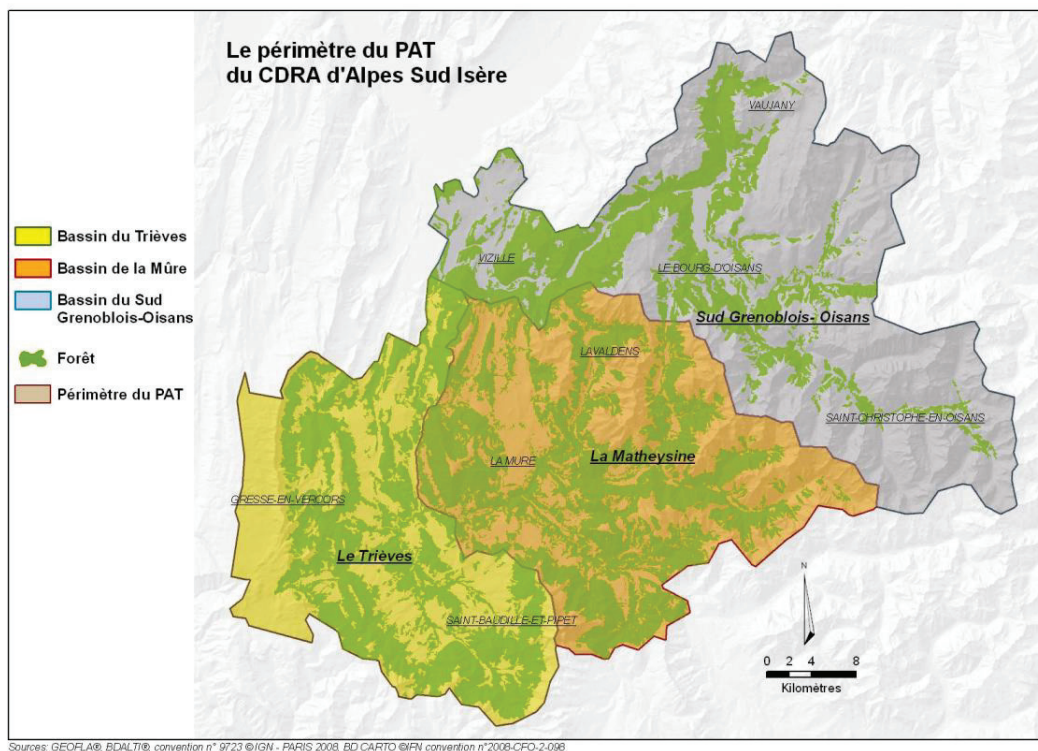 Le périmètre du PAT
du CDRA d'Alpes Sud Isère
VAUJANY
Bassin du Trièves
Bassin de la Mûre
Bassin du Sud
Grenoblois-Oisans
Forêt
Périmètre du PAT
VIZILLE
LE BOURG-D'OISANS
Sud Grenoblois- Oisans
LAVALDENS
SAINT-CHRISTOPHE-EN-OISANS
LA MURE
La Matheysine
GRESSE-EN-VERCORS
Le Trièves
SAINT-BAUDILLE-ET-PIPET
N
0 2 4 8
Kilomètres
Sources: GEOFLA®, BDALTI®, convention n° 9723 ©IGN - PARIS 2008, BD CARTO ©IFN convention n°2008-CFO-2-098